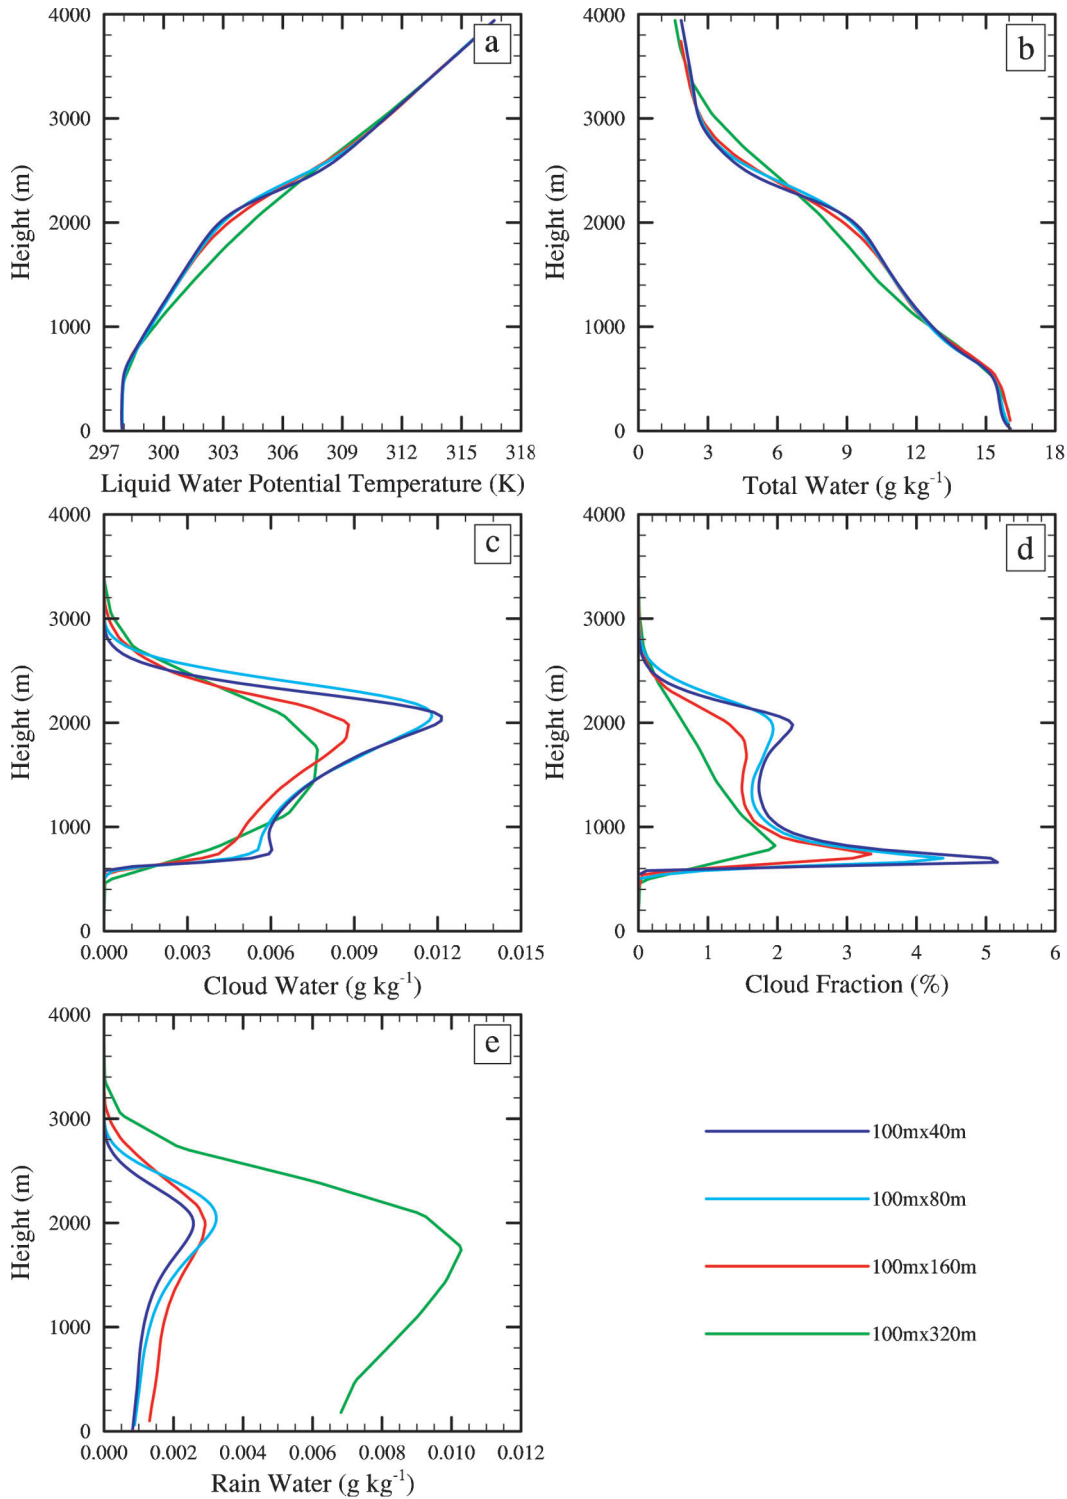 4000
3000
2000
1000
0
Height (m)
a
297 300 303 306 309 312 315 318
Liquid Water Potential Temperature (K)
4000
3000
2000
1000
0
Height (m)
b
0 3 6 9 12 15 18
Total Water (g kg⁻¹)
4000
3000
2000
1000
0
Height (m)
c
0.000 0.003 0.006 0.009 0.012 0.015
Cloud Water (g kg⁻¹)
4000
3000
2000
1000
0
Height (m)
d
0 1 2 3 4 5 6
Cloud Fraction (%)
4000
3000
2000
1000
0
Height (m)
e
0.000 0.002 0.004 0.006 0.008 0.010 0.012
Rain Water (g kg⁻¹)
100mx40m
100mx80m
100mx160m
100mx320m